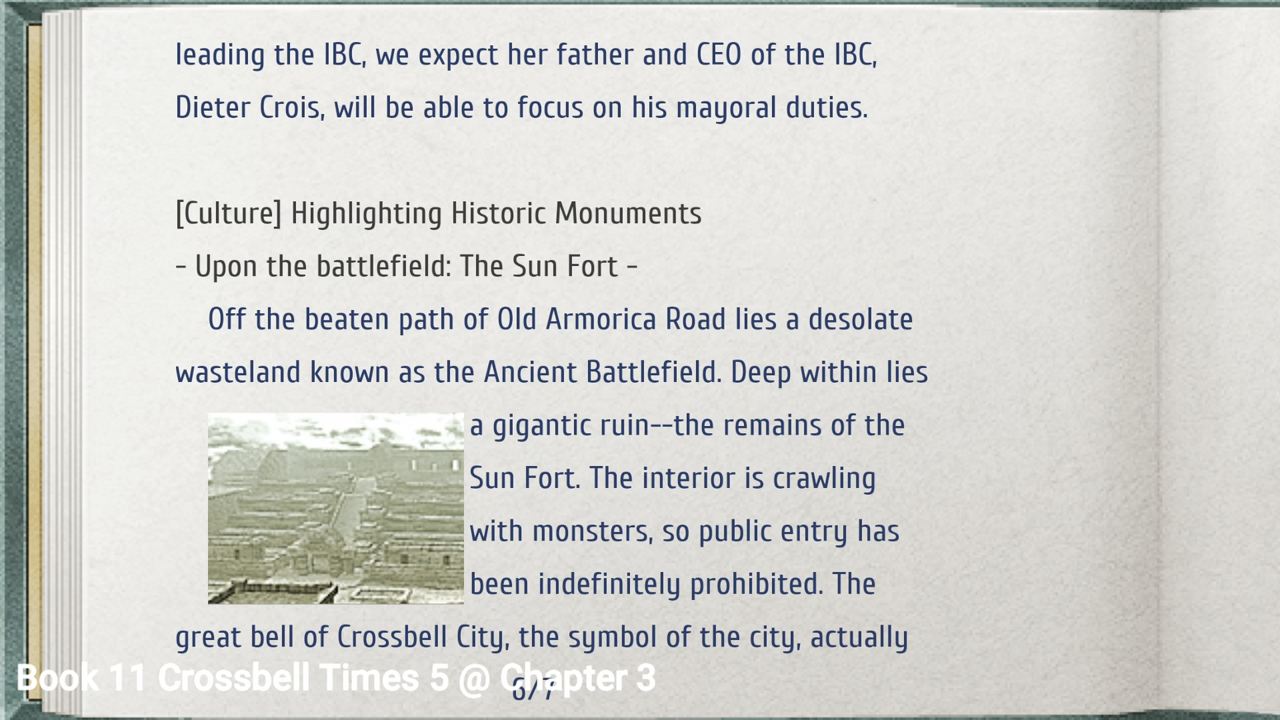 leading the IBC, we expect her father and CEO of the IBC,
Dieter Crois, will be able to focus on his mayoral duties.
[Culture] Highlighting Historic Monuments
- Upon the battlefield: The Sun Fort -
Off the beaten path of Old Armorica Road lies a desolate
wasteland known as the Ancient Battlefield. Deep within lies
a gigantic ruin--the remains of the
Sun Fort. The interior is crawling
with monsters, so public entry has
been indefinitely prohibited. The
great bell of Crossbell City, the symbol of the city, actually
Book 11 Crossbell Times 5 @ Chapter 3
6/7